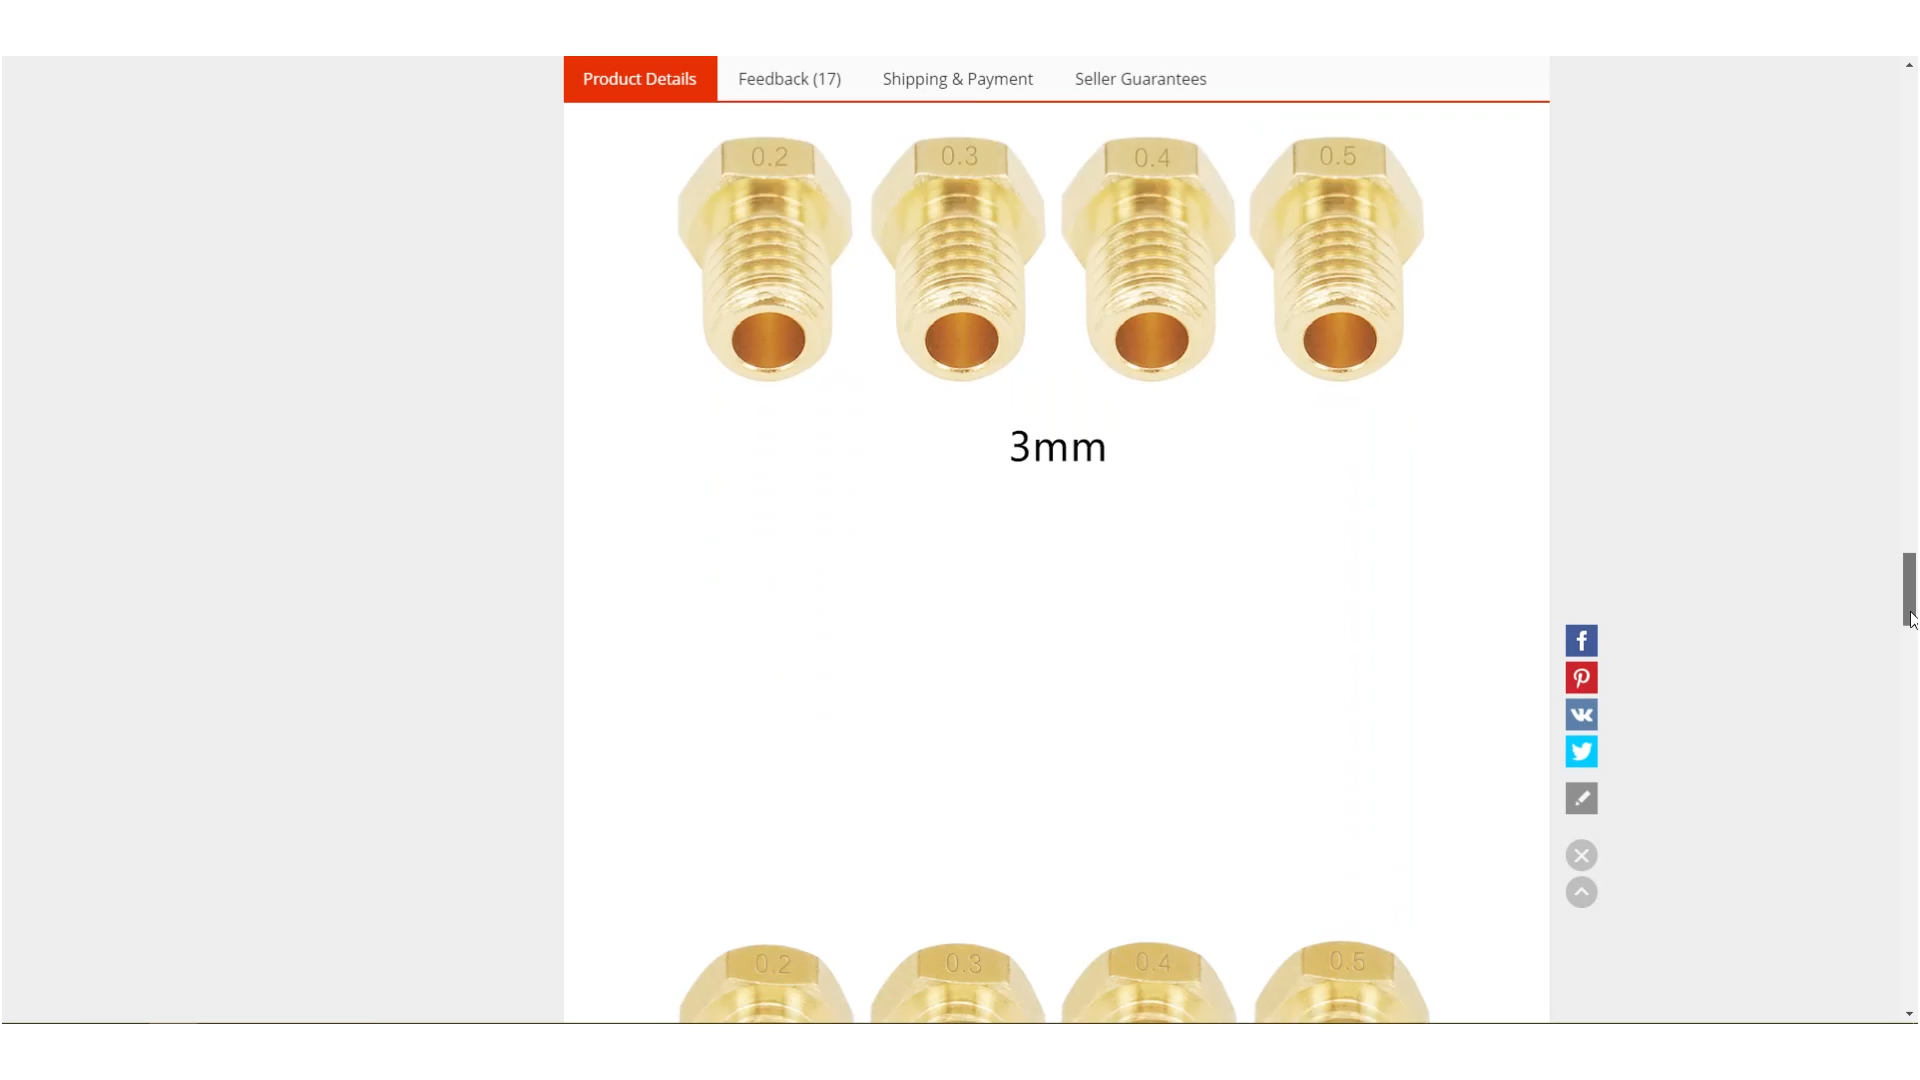 Product Details Feedback (17) Shipping & Payment Seller Guarantees
0.2 0.3 0.4 0.5
3mm
0.2 0.3 0.4 0.5